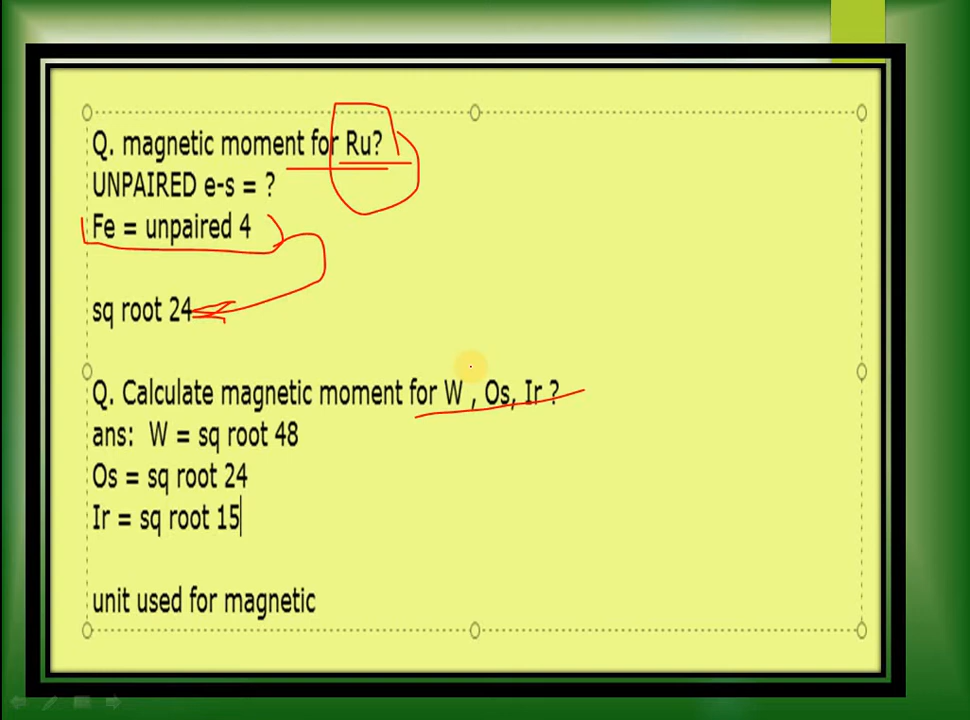 Q. magnetic moment for Ru?
UNPAIRED e-s = ?
Fe = unpaired 4
sq root 24
Q. Calculate magnetic moment for W , Os, Ir ?
ans: W = sq root 48
Os = sq root 24
Ir = sq root 15
unit used for magnetic